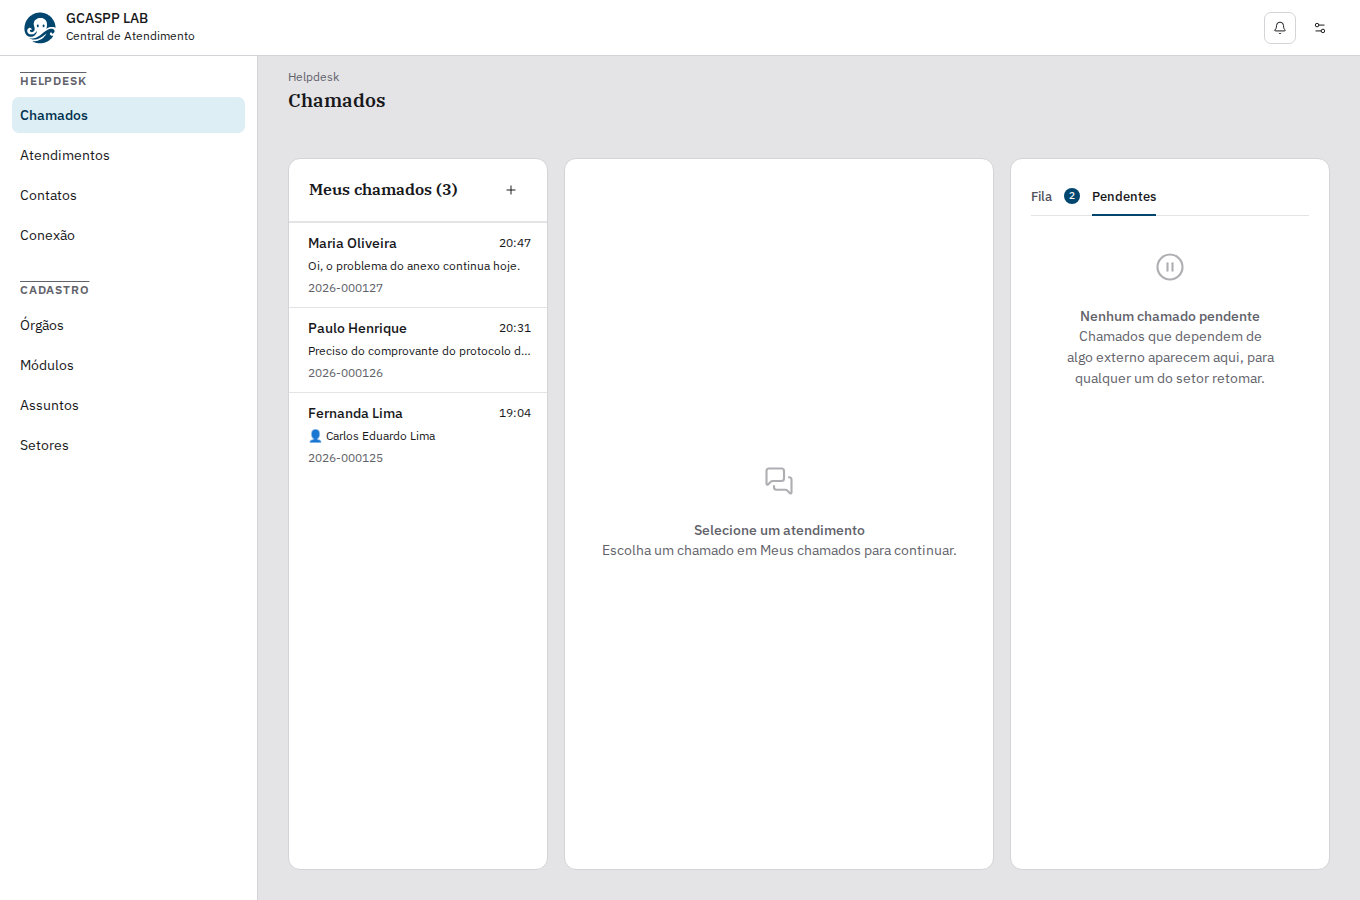 GCASPP LAB
Central de Atendimento
HELPDESK
Chamados
Atendimentos
Contatos
Conexão
CADASTRO
Órgãos
Módulos
Assuntos
Setores
Helpdesk
Chamados
Meus chamados (3)
Maria Oliveira 20:47
Oi, o problema do anexo continua hoje.
2026-000127
Paulo Henrique 20:31
Preciso do comprovante do protocolo d...
2026-000126
Fernanda Lima 19:04
👤 Carlos Eduardo Lima
2026-000125
Selecione um atendimento
Escolha um chamado em Meus chamados para continuar.
Fila 2 Pendentes
Nenhum chamado pendente
Chamados que dependem de
algo externo aparecem aqui, para
qualquer um do setor retomar.